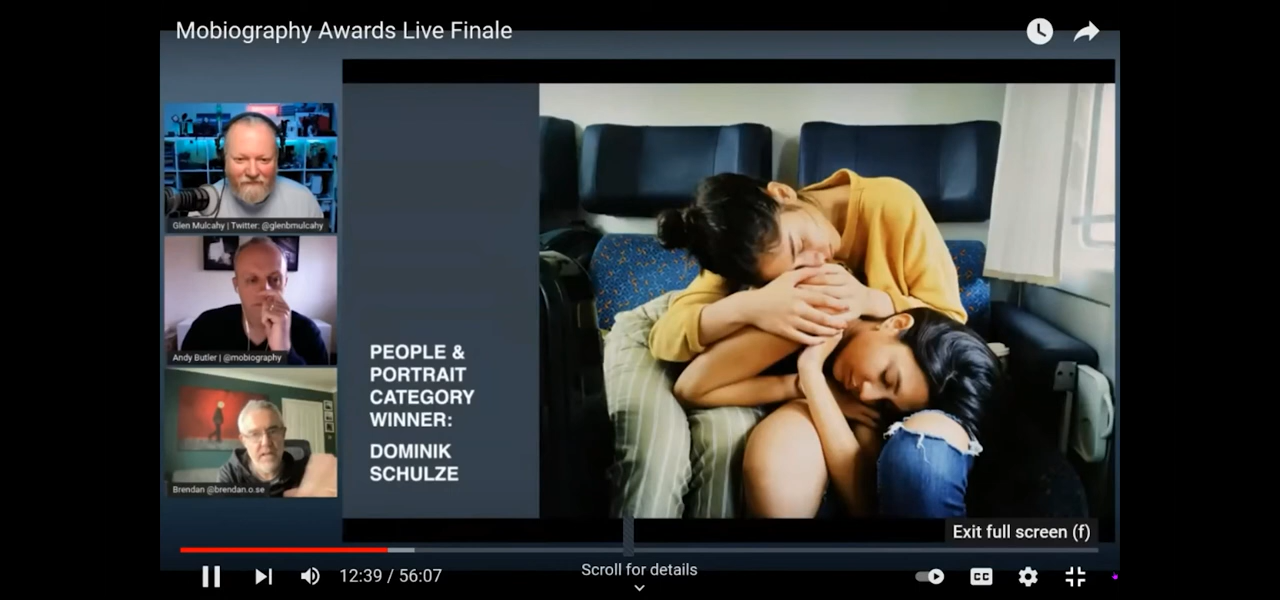 Mobiography Awards Live Finale
Glen Mulcahy | Twitter: @glenbmulcahy
Andy Butler | @mobiography
Brendan @brendan.o.se
PEOPLE &
PORTRAIT
CATEGORY
WINNER:
DOMINIK
SCHULZE
Exit full screen (f)
12:39 / 56:07
Scroll for details
CC